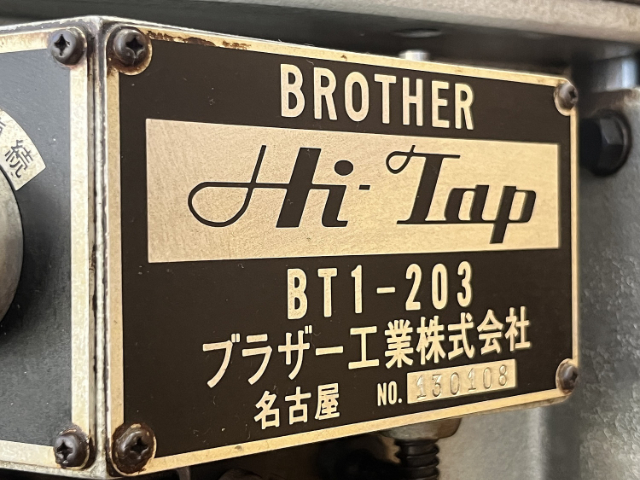 BROTHER
Hi-Tap
BT1-203
ブラザー工業株式会社
名古屋 NO. 130108
続